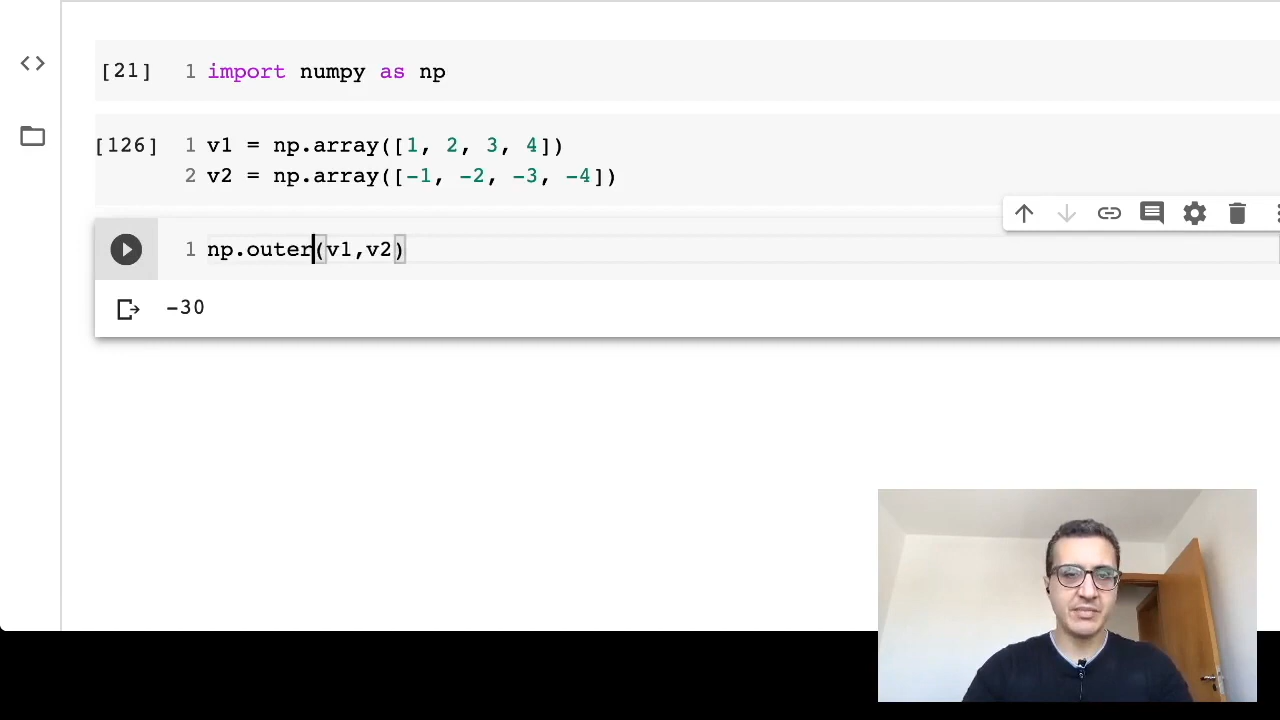 [21] 1 import numpy as np
[126] 1 v1 = np.array([1, 2, 3, 4])
2 v2 = np.array([-1, -2, -3, -4])
1 np.outer(v1,v2)
-30